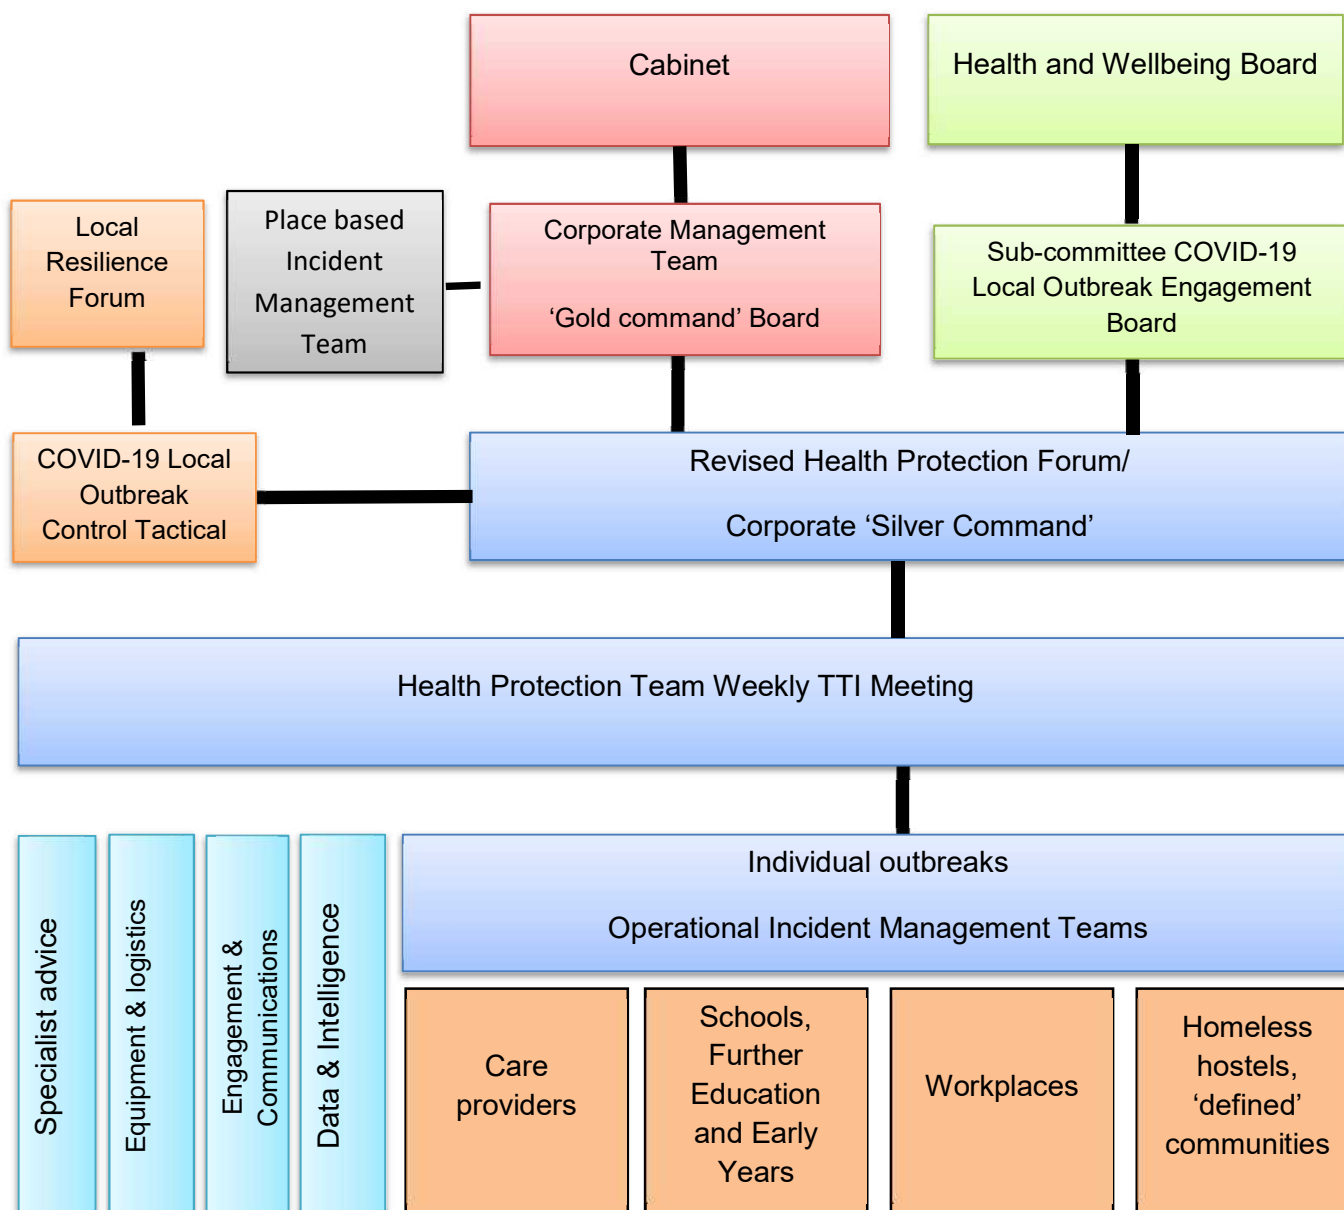 Cabinet
Health and Wellbeing Board
Local
Resilience
Forum
Place based
Incident
Management
Team
Corporate Management
Team
‘Gold command’ Board
Sub-committee COVID-19
Local Outbreak Engagement
Board
COVID-19 Local
Outbreak
Control Tactical
Revised Health Protection Forum/
Corporate ‘Silver Command’
Health Protection Team Weekly TTI Meeting
Specialist advice
Equipment & logistics
Engagement &
Communications
Data & Intelligence
Individual outbreaks
Operational Incident Management Teams
Care
providers
Schools,
Further
Education
and Early
Years
Workplaces
Homeless
hostels,
‘defined’
communities